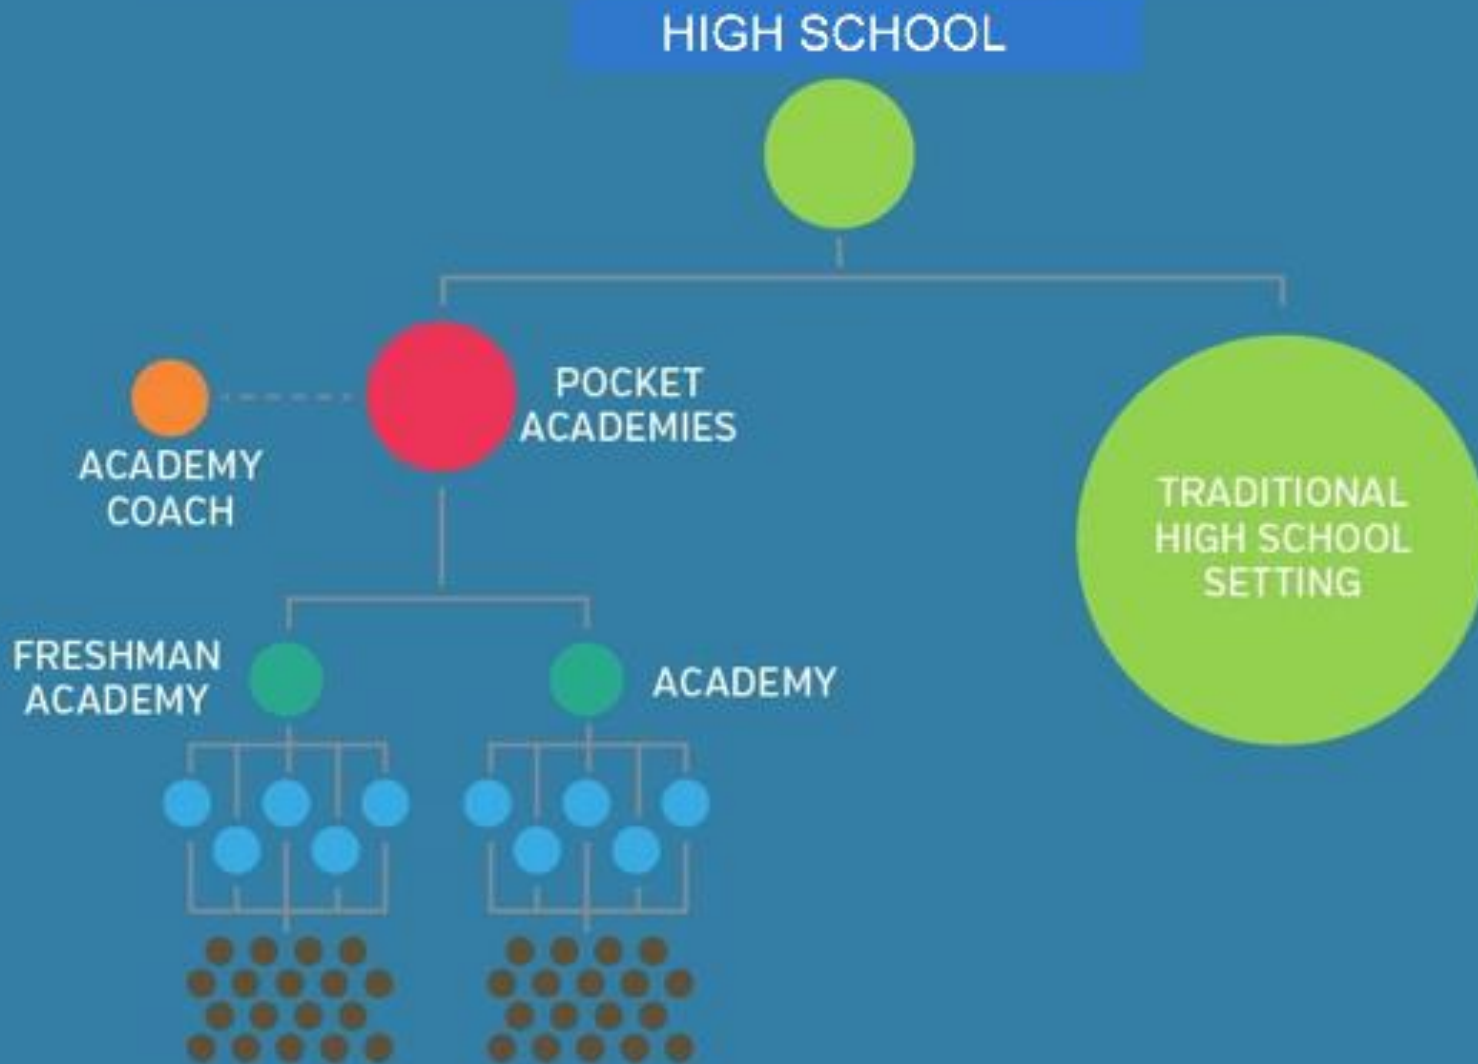 HIGH SCHOOL
POCKET
ACADEMIES
ACADEMY
COACH
TRADITIONAL
HIGH SCHOOL
SETTING
FRESHMAN
ACADEMY
ACADEMY